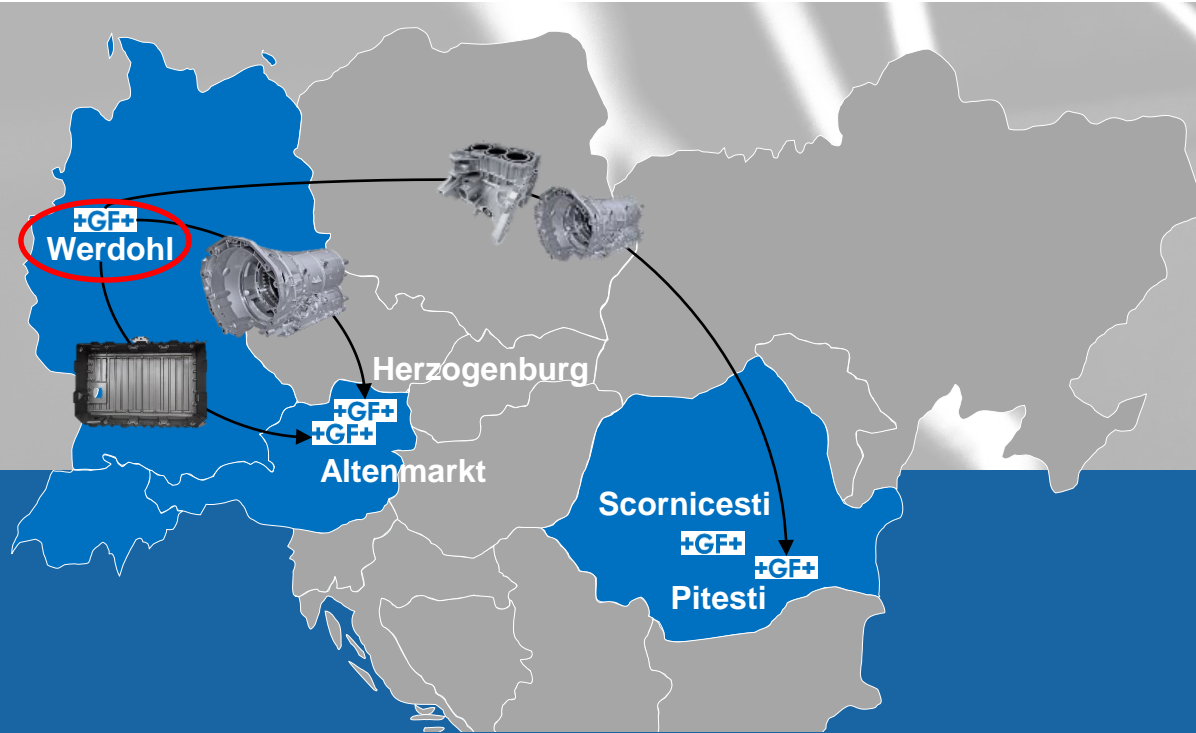 +GF+
Werdohl
Herzogenburg
+GF+
+GF+
Altenmarkt
Scornicesti
+GF+
+GF+
Pitesti